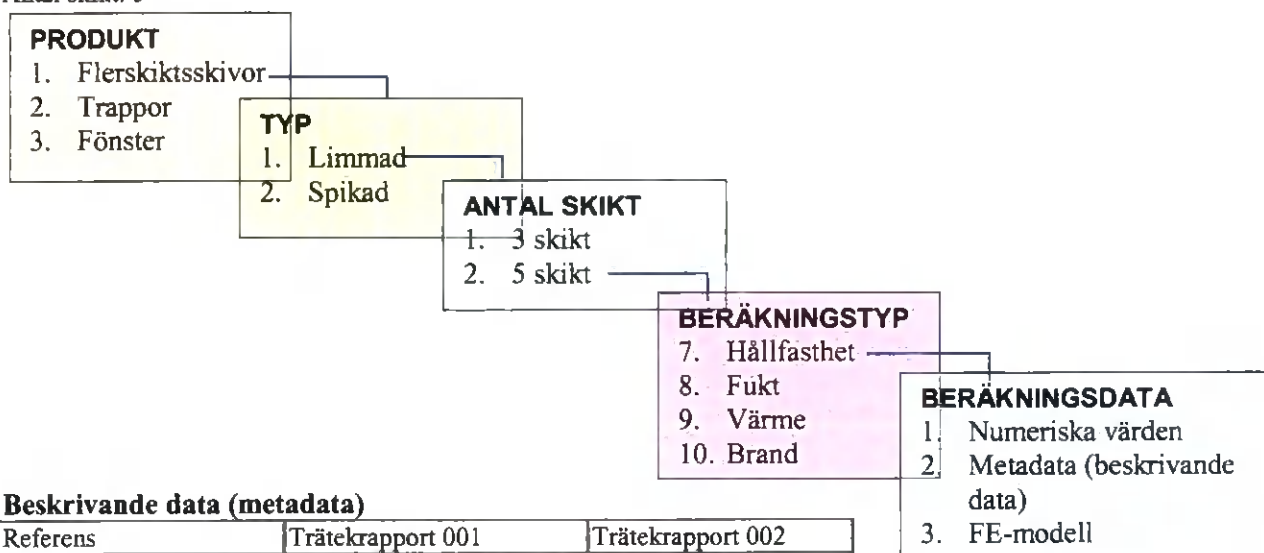 PRODUKT
1. Flerskiktsskivor
2. Trappor
3. Fönster
TYP
1. Limmad
2. Spikad
ANTAL SKIKT
1. 3 skikt
2. 5 skikt
BERÄKNINGSTYP
7. Hållfasthet
8. Fukt
9. Värme
10. Brand
BERÄKNINGSDATA
1. Numeriska värden
2. Metadata (beskrivande
data)
3. FE-modell
Beskrivande data (metadata)
Referens Trätekrapport 001 Trätekrapport 002